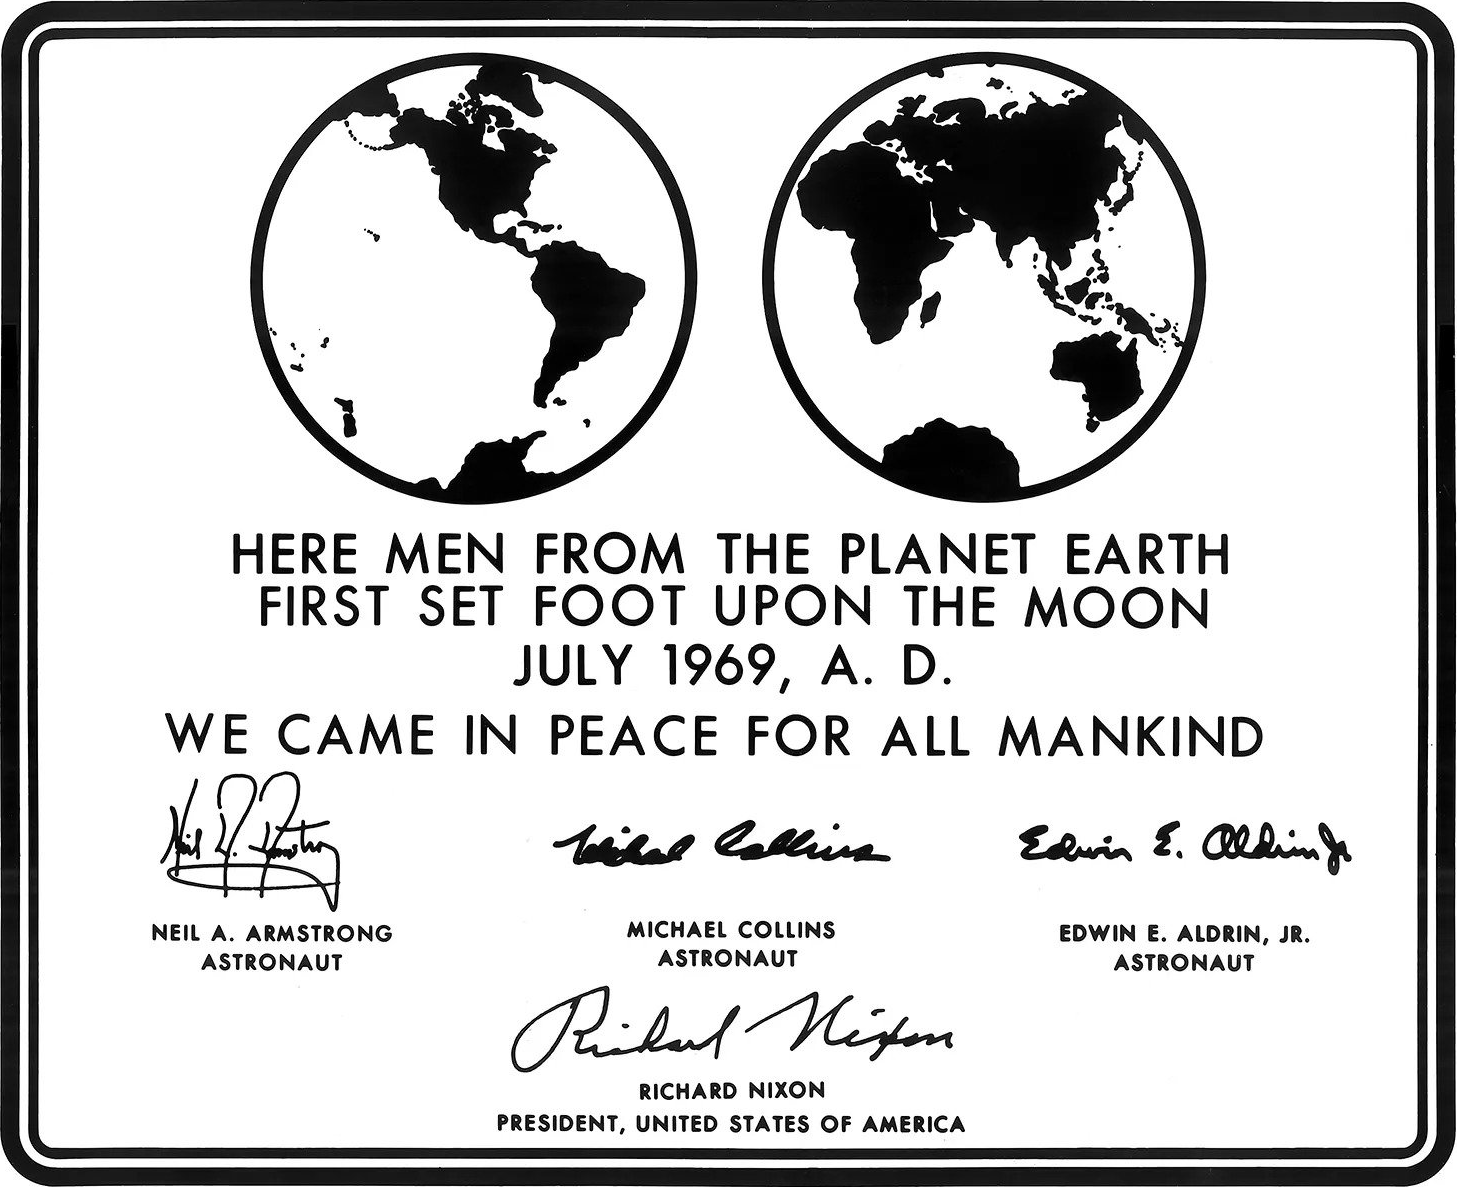 HERE MEN FROM THE PLANET EARTH
FIRST SET FOOT UPON THE MOON
JULY 1969, A. D.
WE CAME IN PEACE FOR ALL MANKIND
Neil A. Armstrong
Michael Collins
Edwin E. Aldrin Jr
NEIL A. ARMSTRONG
ASTRONAUT
MICHAEL COLLINS
ASTRONAUT
EDWIN E. ALDRIN, JR.
ASTRONAUT
Richard Nixon
RICHARD NIXON
PRESIDENT, UNITED STATES OF AMERICA